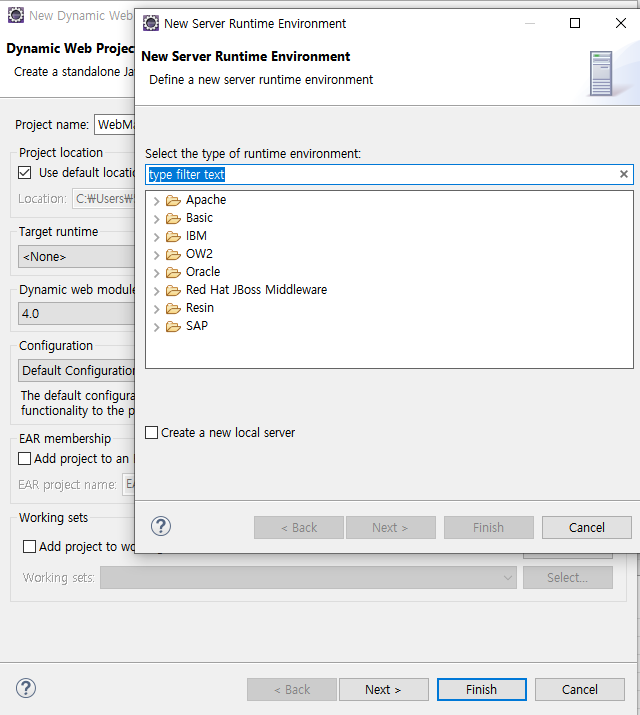 New Dynamic Web
New Server Runtime Environment
Dynamic Web Projec
Create a standalone Ja
New Server Runtime Environment
Define a new server runtime environment
Project name:
WebMa
Project location
Use default locatio
Location:
C:₩Users₩
Target runtime
<None>
Dynamic web module
4.0
Configuration
Default Configuration
The default configura
functionality to the p
EAR membership
Add project to an
EAR project name:
EA
Working sets
Add project to wo
Working sets:
Select...
Select the type of runtime environment:
type filter text
Apache
Basic
IBM
OW2
Oracle
Red Hat JBoss Middleware
Resin
SAP
Create a new local server
< Back
Next >
Finish
Cancel
< Back
Next >
Finish
Cancel